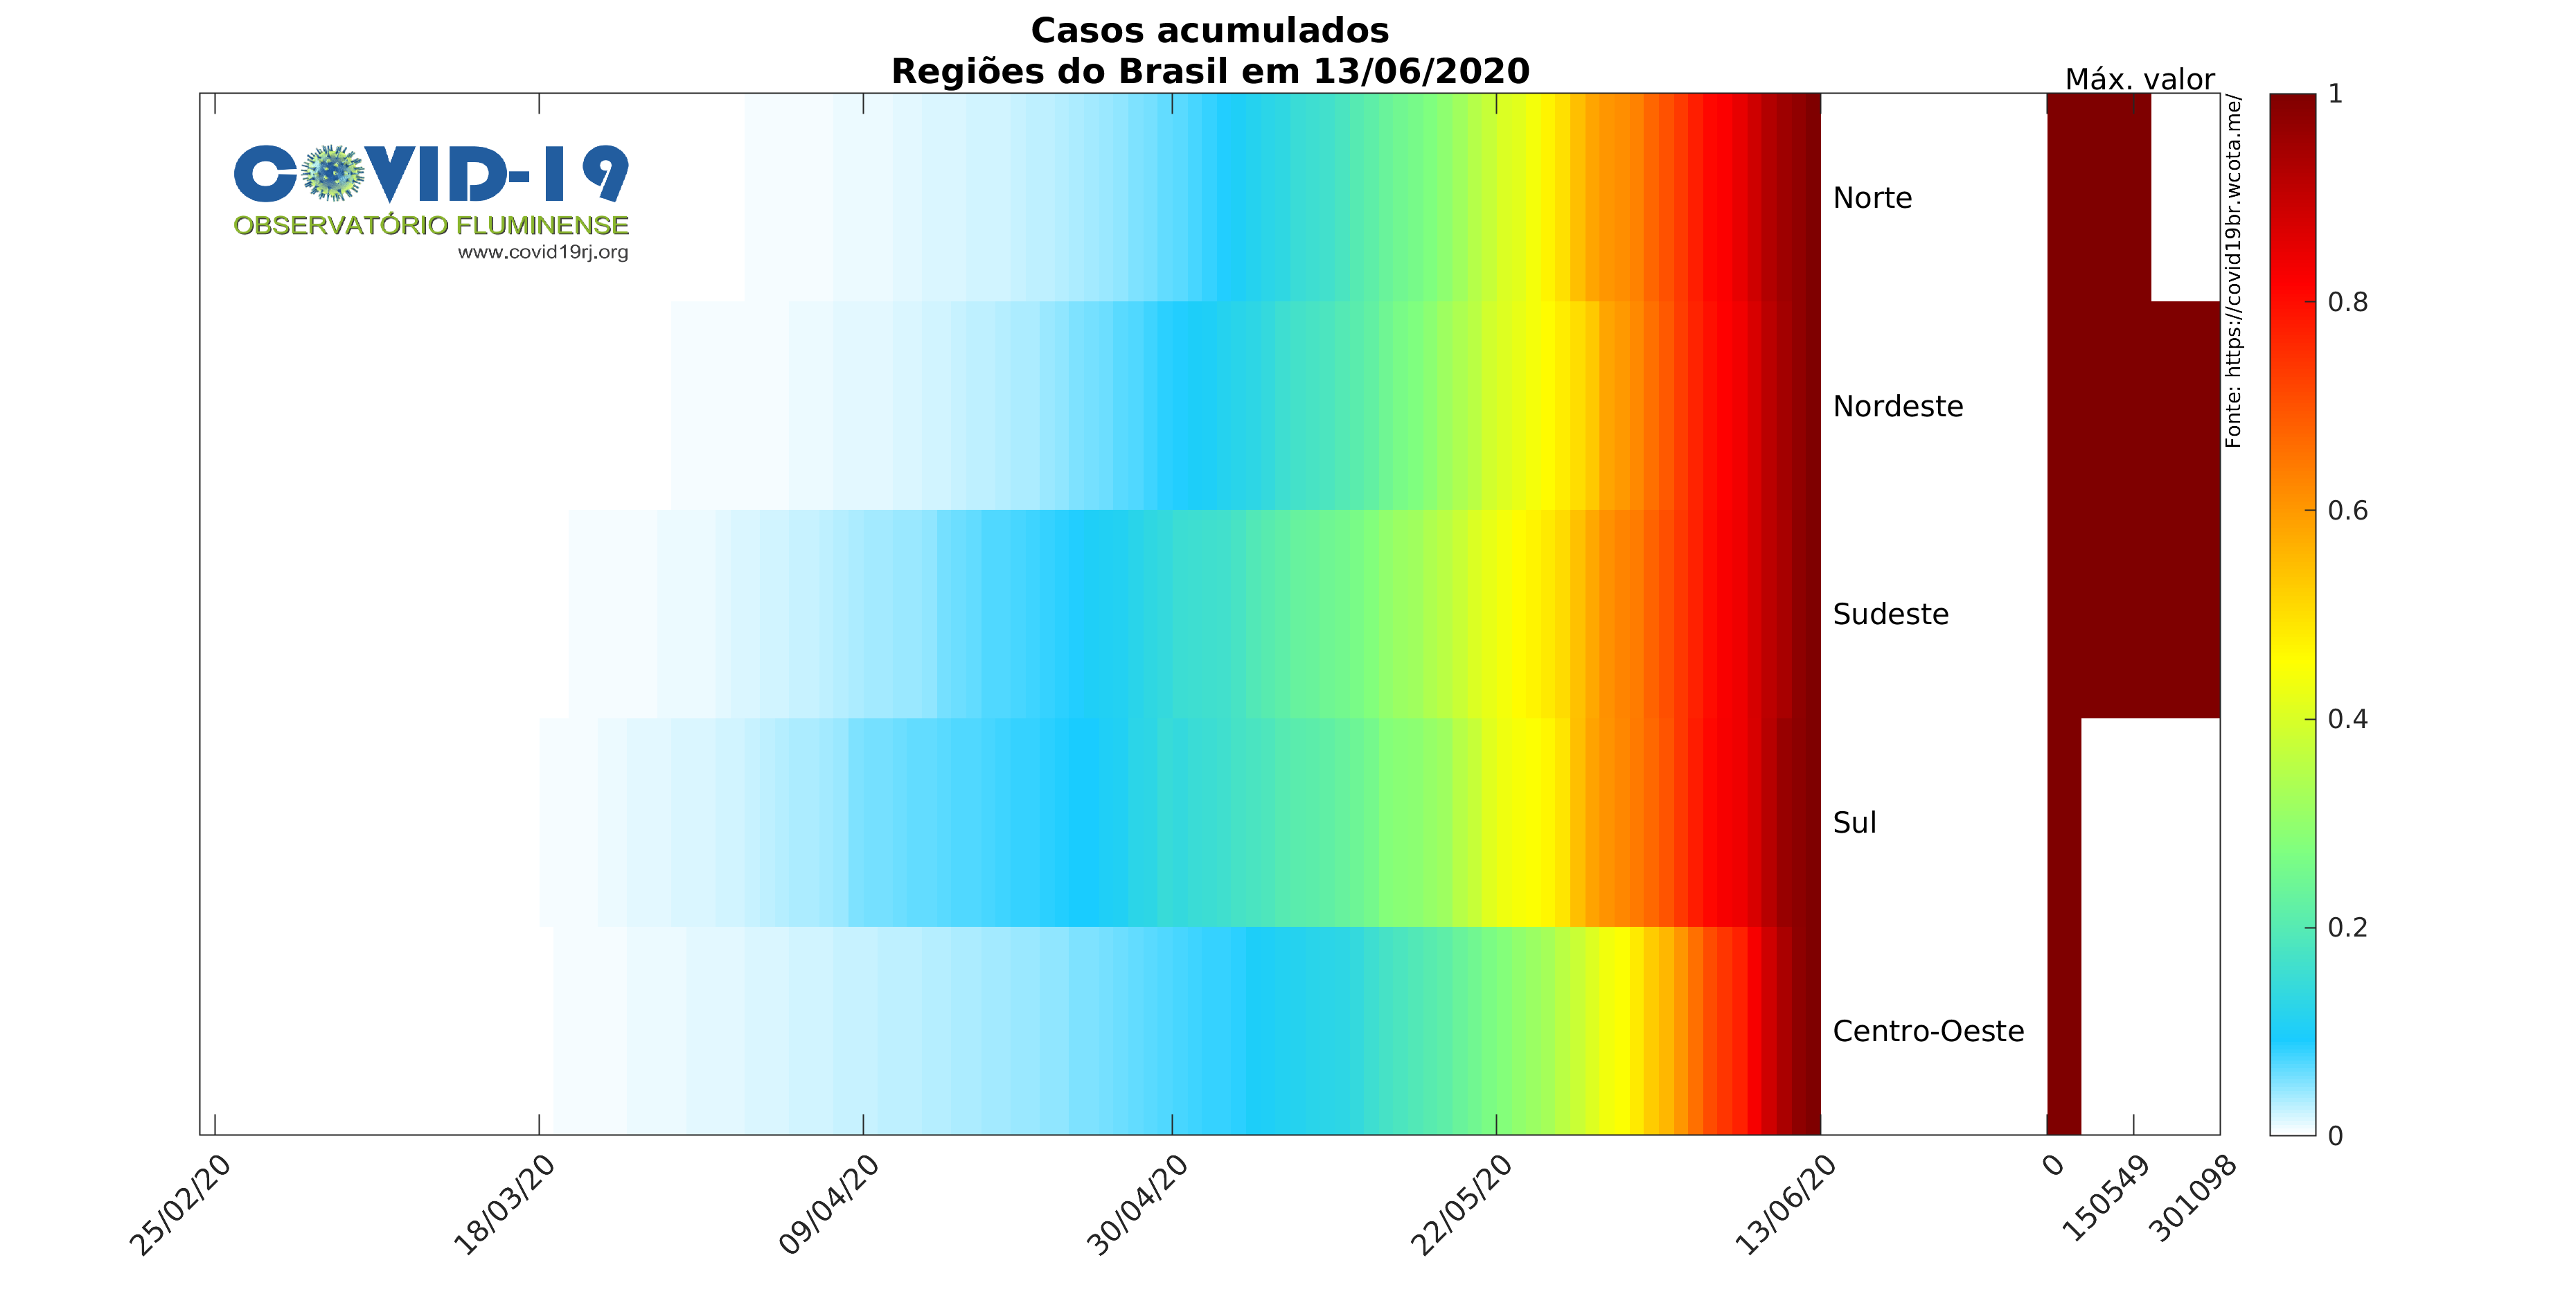 Casos acumulados
Regiões do Brasil em 13/06/2020
Máx. valor
COVID-19
OBSERVATÓRIO FLUMINENSE
www.covid19rj.org
Norte
Nordeste
Sudeste
Sul
Centro-Oeste
Fonte: https://covid19br.wcota.me/
1
0.8
0.6
0.4
0.2
0
25/02/20
18/03/20
09/04/20
30/04/20
22/05/20
13/06/20
0
150549
301098